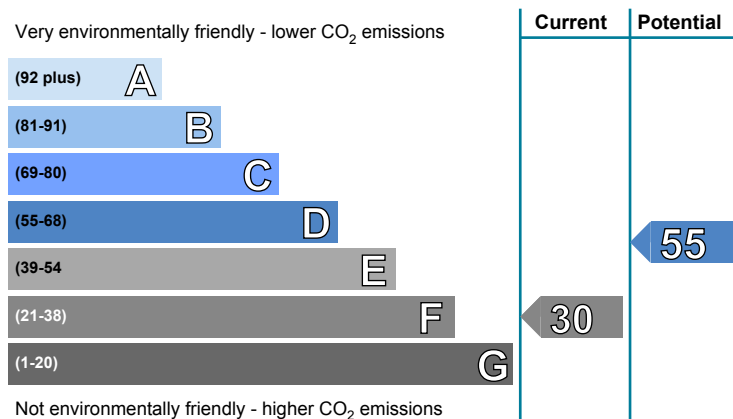 Current Potential
Very environmentally friendly - lower CO2 emissions
(92 plus) A
(81-91) B
(69-80) C
(55-68) D
55
(39-54 E
(21-38) F 30
(1-20) G
Not environmentally friendly - higher CO2 emissions